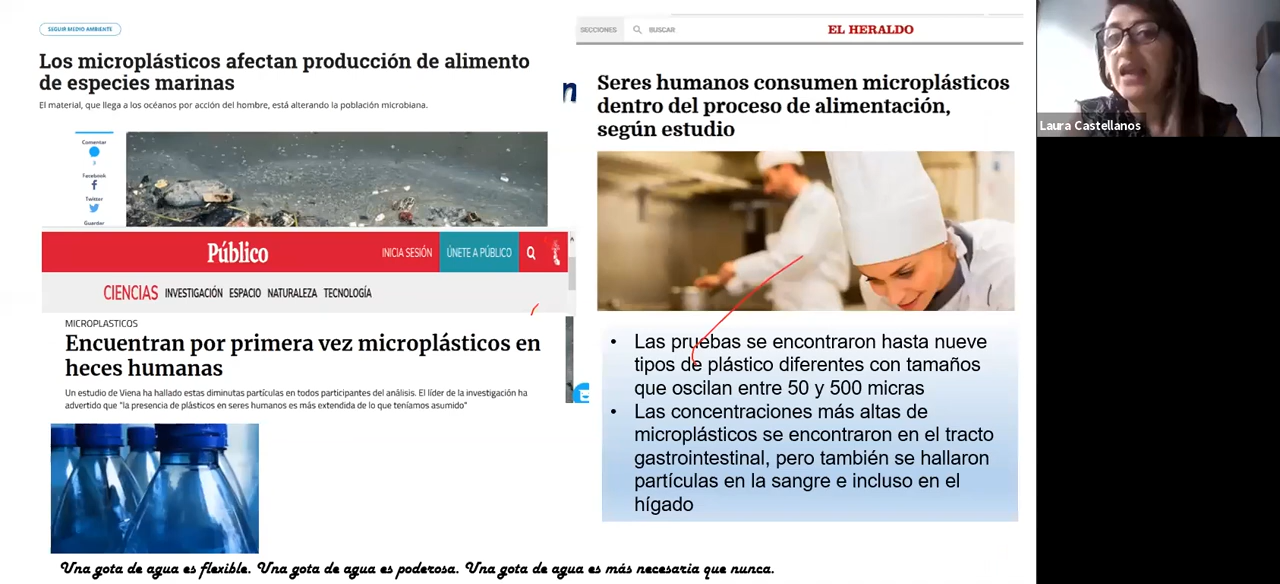 SEGUIR MEDIO AMBIENTE
Los microplásticos afectan producción de alimento
de especies marinas
El material, que llega a los océanos por acción del hombre, está alterando la población microbiana.
Comentar
Facebook
Twitter
Guardar
Público
INICIA SESIÓN
ÚNETE A PÚBLICO
CIENCIAS INVESTIGACIÓN ESPACIO NATURALEZA TECNOLOGÍA
MICROPLASTICOS
Encuentran por primera vez microplásticos en
heces humanas
Un estudio de Viena ha hallado estas diminutas partículas en todos participantes del análisis. El líder de la investigación ha
advertido que "la presencia de plásticos en seres humanos es más extendida de lo que teníamos asumido"
n
SECCIONES
BUSCAR
EL HERALDO
Seres humanos consumen microplásticos
dentro del proceso de alimentación,
según estudio
• Las pruebas se encontraron hasta nueve
tipos de plástico diferentes con tamaños
que oscilan entre 50 y 500 micras
• Las concentraciones más altas de
microplásticos se encontraron en el tracto
gastrointestinal, pero también se hallaron
partículas en la sangre e incluso en el
hígado
Una gota de agua es flexible. Una gota de agua es poderosa. Una gota de agua es más necesaria que nunca.
Laura Castellanos